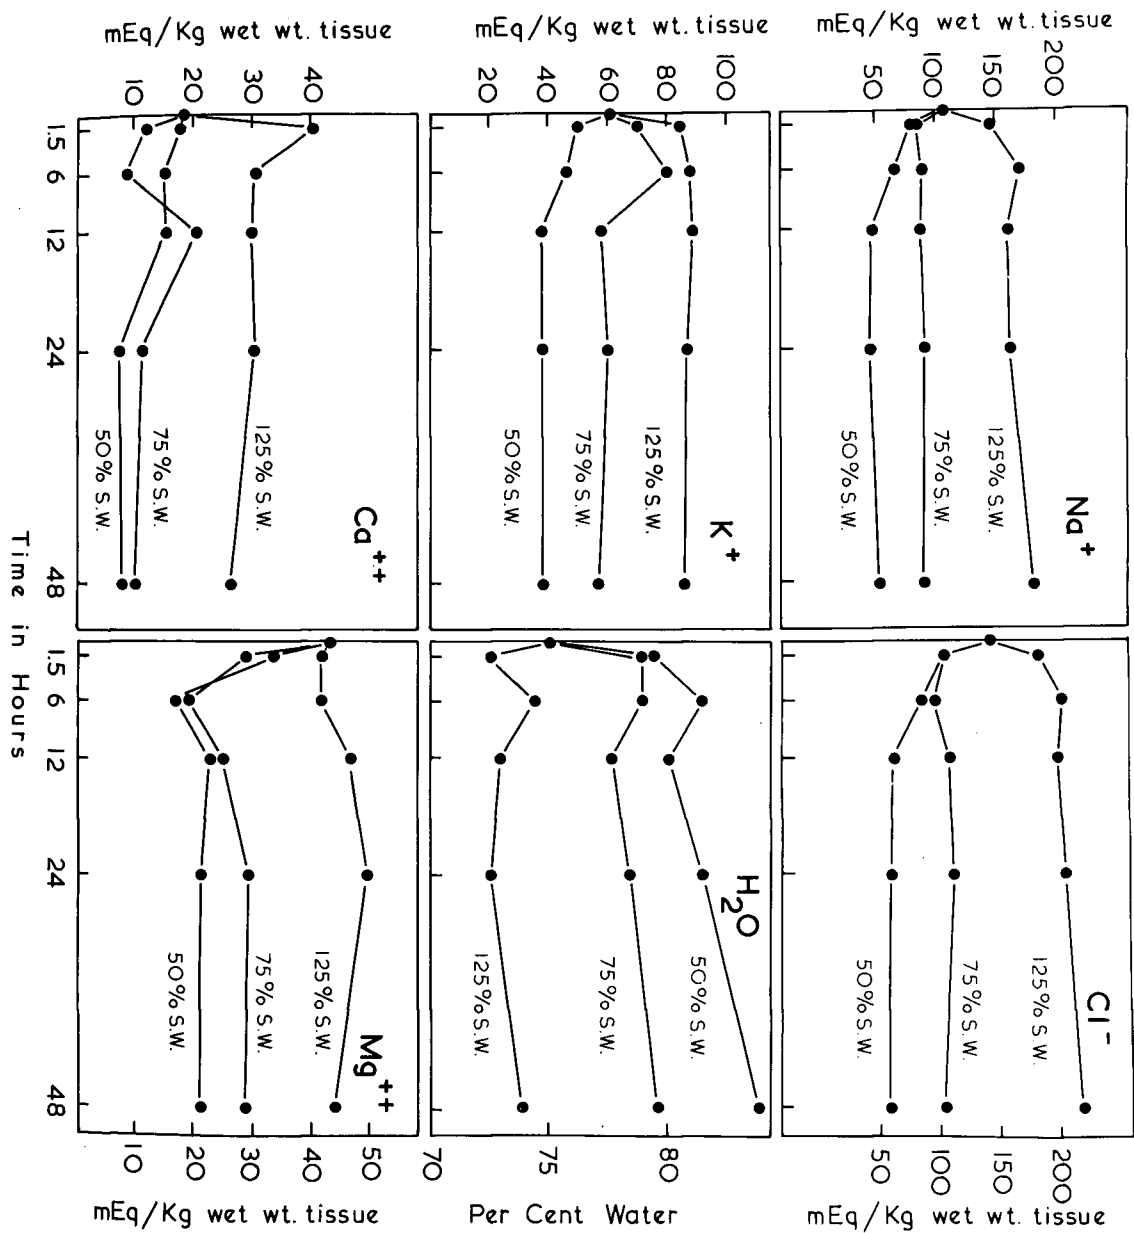 mEq/Kg wet wt. tissue
mEq/Kg wet wt. tissue
mEq/Kg wet wt. tissue
10 20 30 40
20 40 60 80 100
50 100 150 200
1.5 6 12 24 48
50% S.W.
75% S.W.
125% S.W.
Ca++
50% S.W.
75% S.W.
125% S.W.
K+
50% S.W.
75% S.W.
125% S.W.
Na+
Time in Hours
1.5 6 12 24 48
50% S.W.
75% S.W.
125% S.W.
Mg++
125% S.W.
75% S.W.
50% S.W.
H2O
50% S.W.
75% S.W.
125% S.W.
Cl-
10 20 30 40 50
70 75 80
50 100 150 200
mEq/Kg wet wt. tissue
Per Cent Water
mEq/Kg wet wt. tissue